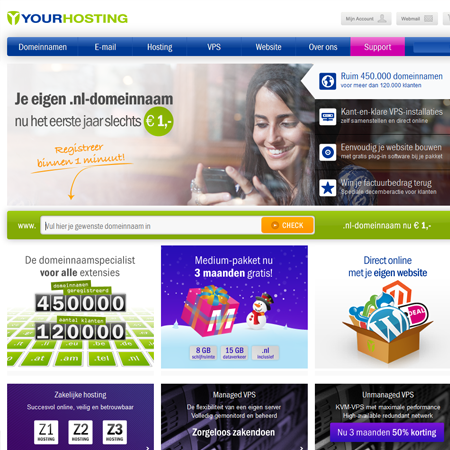 YOURHOSTING
My Account
Webmail
Domeinnamen E-mail Hosting VPS Website Over ons Support
Je eigen .nl-domeinnaam
nu het eerste jaar slechts € 1,-
Registreer
binnen 1 minuut!
Ruim 450.000 domeinnamen
voor meer dan 120.000 klanten
Kant-en-klare VPS-installaties
zelf samenstellen en direct online
Eenvoudig je website bouwen
met gratis plug-in software bij je pakket
Win je factuurbedrag terug
Speciale decemberactie voor klanten
www. Vul hier je gewenste domeinnaam in CHECK .nl-domeinnaam nu € 1,-
De domeinnaamspecialist
voor alle extensies
domeinnamen
geregistreerd
450000
aantal klanten
120000
.at .am .tel .nl
Medium-pakket nu
3 maanden gratis!
M
8 GB
schijfruimte
15 GB
dataverkeer
.nl
inclusief
Direct online
met je eigen website
DEAL
Zakelijke hosting
Succesvol online, veilig en betrouwbaar
Z1
HOSTING
Z2
HOSTING
Z3
HOSTING
Managed VPS
De flexibiliteit van een eigen server
Volledig gemonitord en beheerd
Zorgeloos zakendoen
Unmanaged VPS
KVM-VPS met maximale performance
High-available redundant netwerk
Nu 3 maanden 50% korting